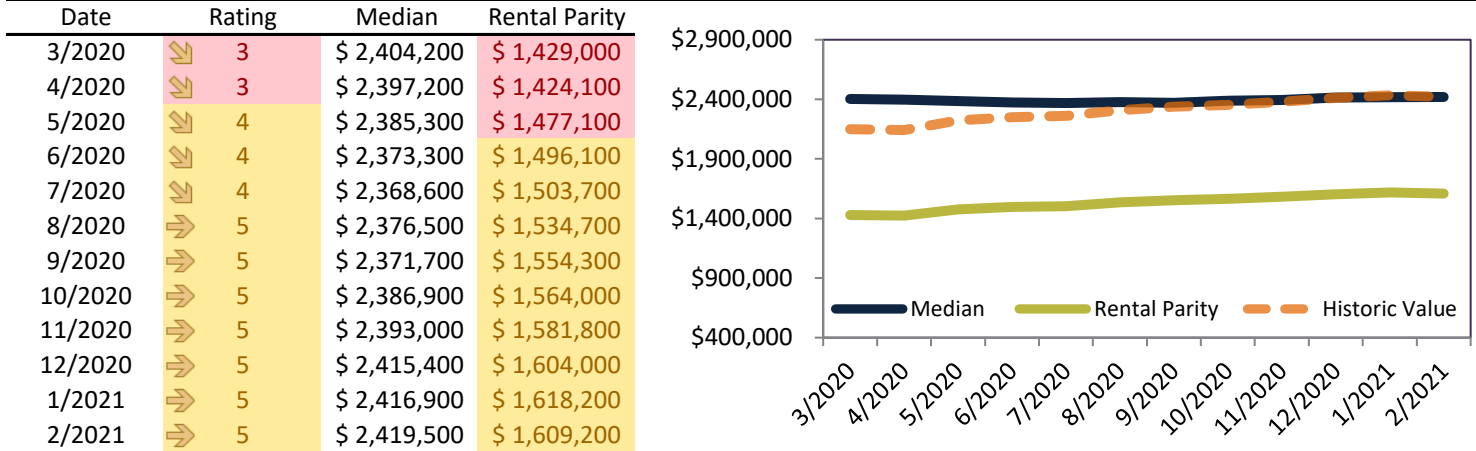 Date Rating Median Rental Parity
3/2020 3 $ 2,404,200 $ 1,429,000
4/2020 3 $ 2,397,200 $ 1,424,100
5/2020 4 $ 2,385,300 $ 1,477,100
6/2020 4 $ 2,373,300 $ 1,496,100
7/2020 4 $ 2,368,600 $ 1,503,700
8/2020 5 $ 2,376,500 $ 1,534,700
9/2020 5 $ 2,371,700 $ 1,554,300
10/2020 5 $ 2,386,900 $ 1,564,000
11/2020 5 $ 2,393,000 $ 1,581,800
12/2020 5 $ 2,415,400 $ 1,604,000
1/2021 5 $ 2,416,900 $ 1,618,200
2/2021 5 $ 2,419,500 $ 1,609,200
$2,900,000
$2,400,000
$1,900,000
$1,400,000
$900,000
$400,000
Median Rental Parity Historic Value
3/2020 4/2020 5/2020 6/2020 7/2020 8/2020 9/2020 10/2020 11/2020 12/2020 1/2021 2/2021